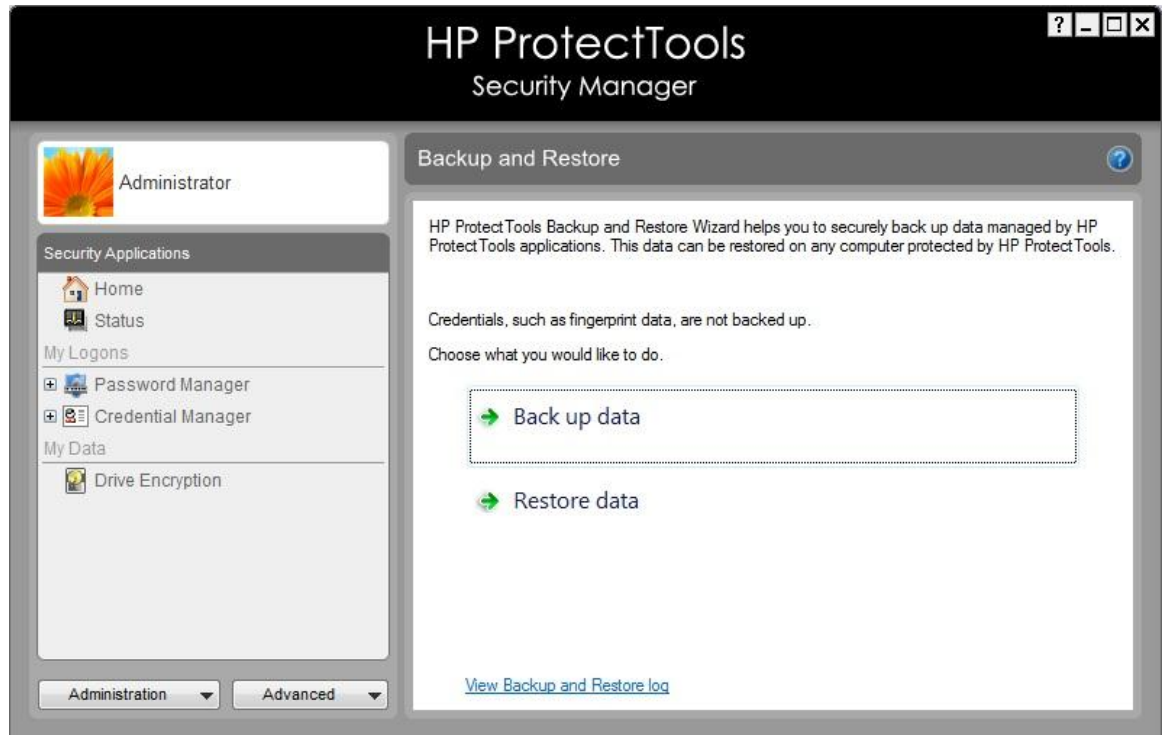 HP ProtectTools
Security Manager
? _ □ X
Administrator
Security Applications
Home
Status
My Logons
Password Manager
Credential Manager
My Data
Drive Encryption
Administration
Advanced
Backup and Restore
?
HP ProtectTools Backup and Restore Wizard helps you to securely back up data managed by HP
ProtectTools applications. This data can be restored on any computer protected by HP ProtectTools.
Credentials, such as fingerprint data, are not backed up.
Choose what you would like to do.
Back up data
Restore data
View Backup and Restore log